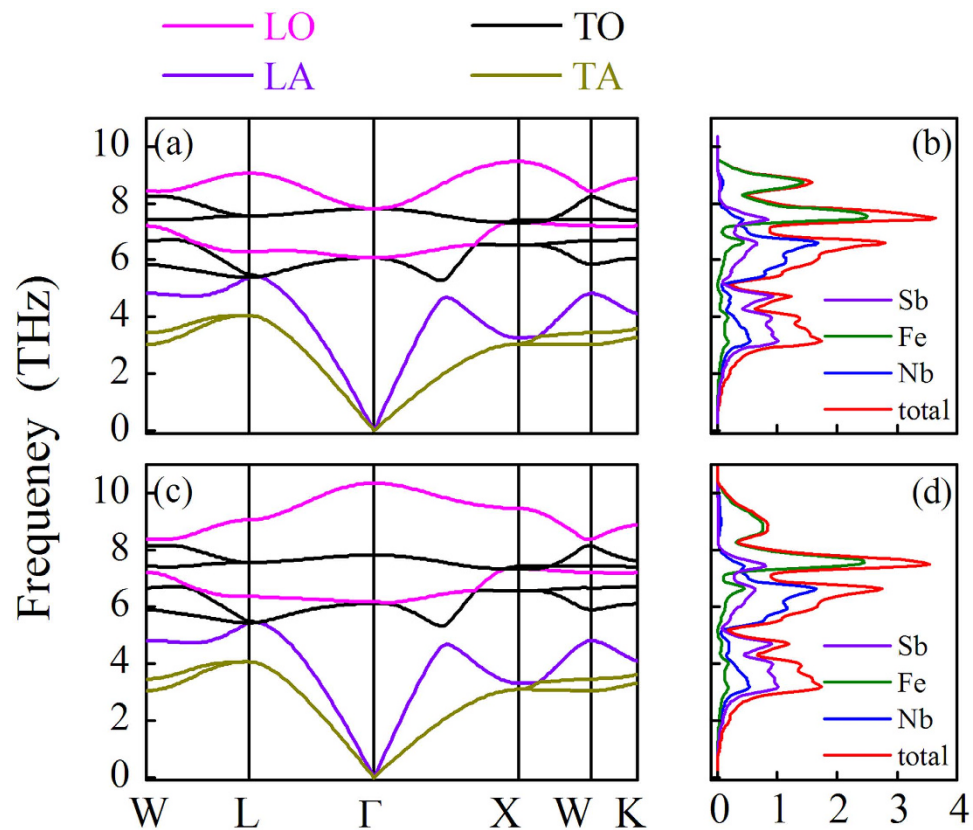 LO TO
LA TA
Frequeney (THz)
(a) (b)
10
8
6
4
2
0
Sb
Fe
Nb
total
(c) (d)
10
8
6
4
2
0
Sb
Fe
Nb
total
W L Γ X W K 0 1 2 3 4